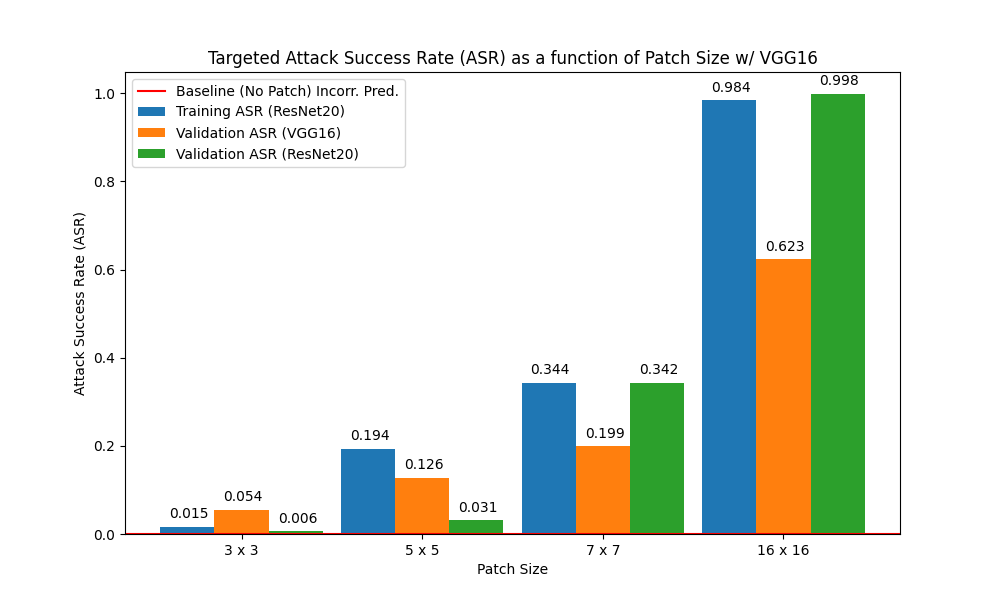 Targeted Attack Success Rate (ASR) as a function of Patch Size w/ VGG16
Baseline (No Patch) Incorr. Pred.
Training ASR (ResNet20)
Validation ASR (VGG16)
Validation ASR (ResNet20)
Attack Success Rate (ASR)
1.0
0.8
0.6
0.4
0.2
0.0
0.015
0.054
0.006
0.194
0.126
0.031
0.344
0.199
0.342
0.984
0.623
0.998
3 x 3
5 x 5
7 x 7
16 x 16
Patch Size